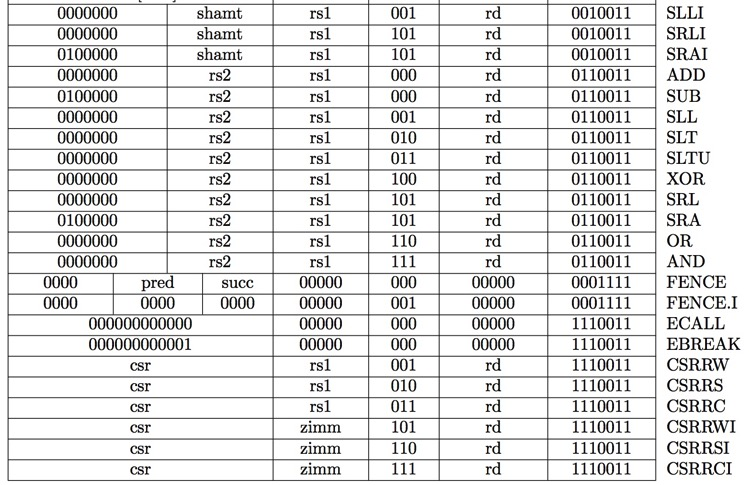 0000000 shamt rs1 001 rd 0010011 SLLI
0000000 shamt rs1 101 rd 0010011 SRLI
0100000 shamt rs1 101 rd 0010011 SRAI
0000000 rs2 rs1 000 rd 0110011 ADD
0100000 rs2 rs1 000 rd 0110011 SUB
0000000 rs2 rs1 001 rd 0110011 SLL
0000000 rs2 rs1 010 rd 0110011 SLT
0000000 rs2 rs1 011 rd 0110011 SLTU
0000000 rs2 rs1 100 rd 0110011 XOR
0000000 rs2 rs1 101 rd 0110011 SRL
0100000 rs2 rs1 101 rd 0110011 SRA
0000000 rs2 rs1 110 rd 0110011 OR
0000000 rs2 rs1 111 rd 0110011 AND
0000 pred succ 00000 000 00000 0001111 FENCE
0000 0000 0000 00000 001 00000 0001111 FENCE.I
000000000000 00000 000 00000 1110011 ECALL
000000000001 00000 000 00000 1110011 EBREAK
csr rs1 001 rd 1110011 CSRRW
csr rs1 010 rd 1110011 CSRRS
csr rs1 011 rd 1110011 CSRRC
csr zimm 101 rd 1110011 CSRRWI
csr zimm 110 rd 1110011 CSRRSI
csr zimm 111 rd 1110011 CSRRCI